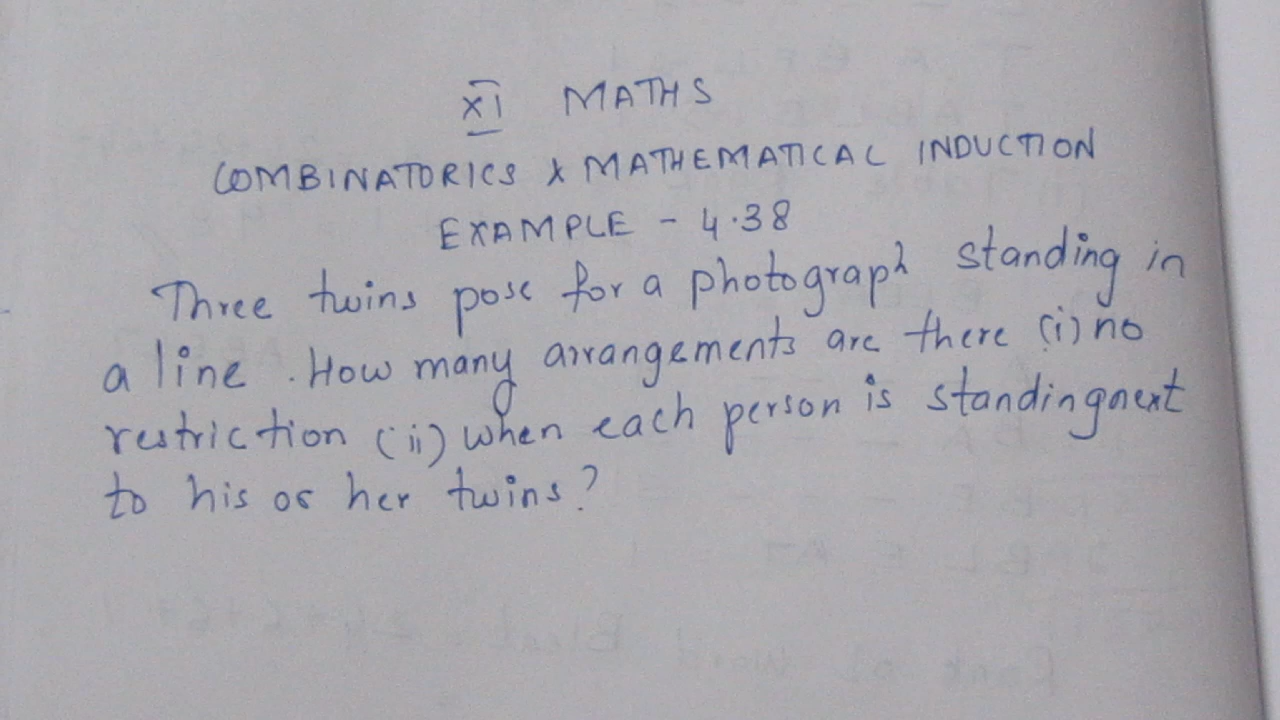 XI MATHS
COMBINATORICS & MATHEMATICAL INDUCTION
EXAMPLE - 4.38
Three twins pose for a photograph standing in
a line. How many arrangements are there (i) no
restriction (ii) when each person is standing next
to his or her twins?